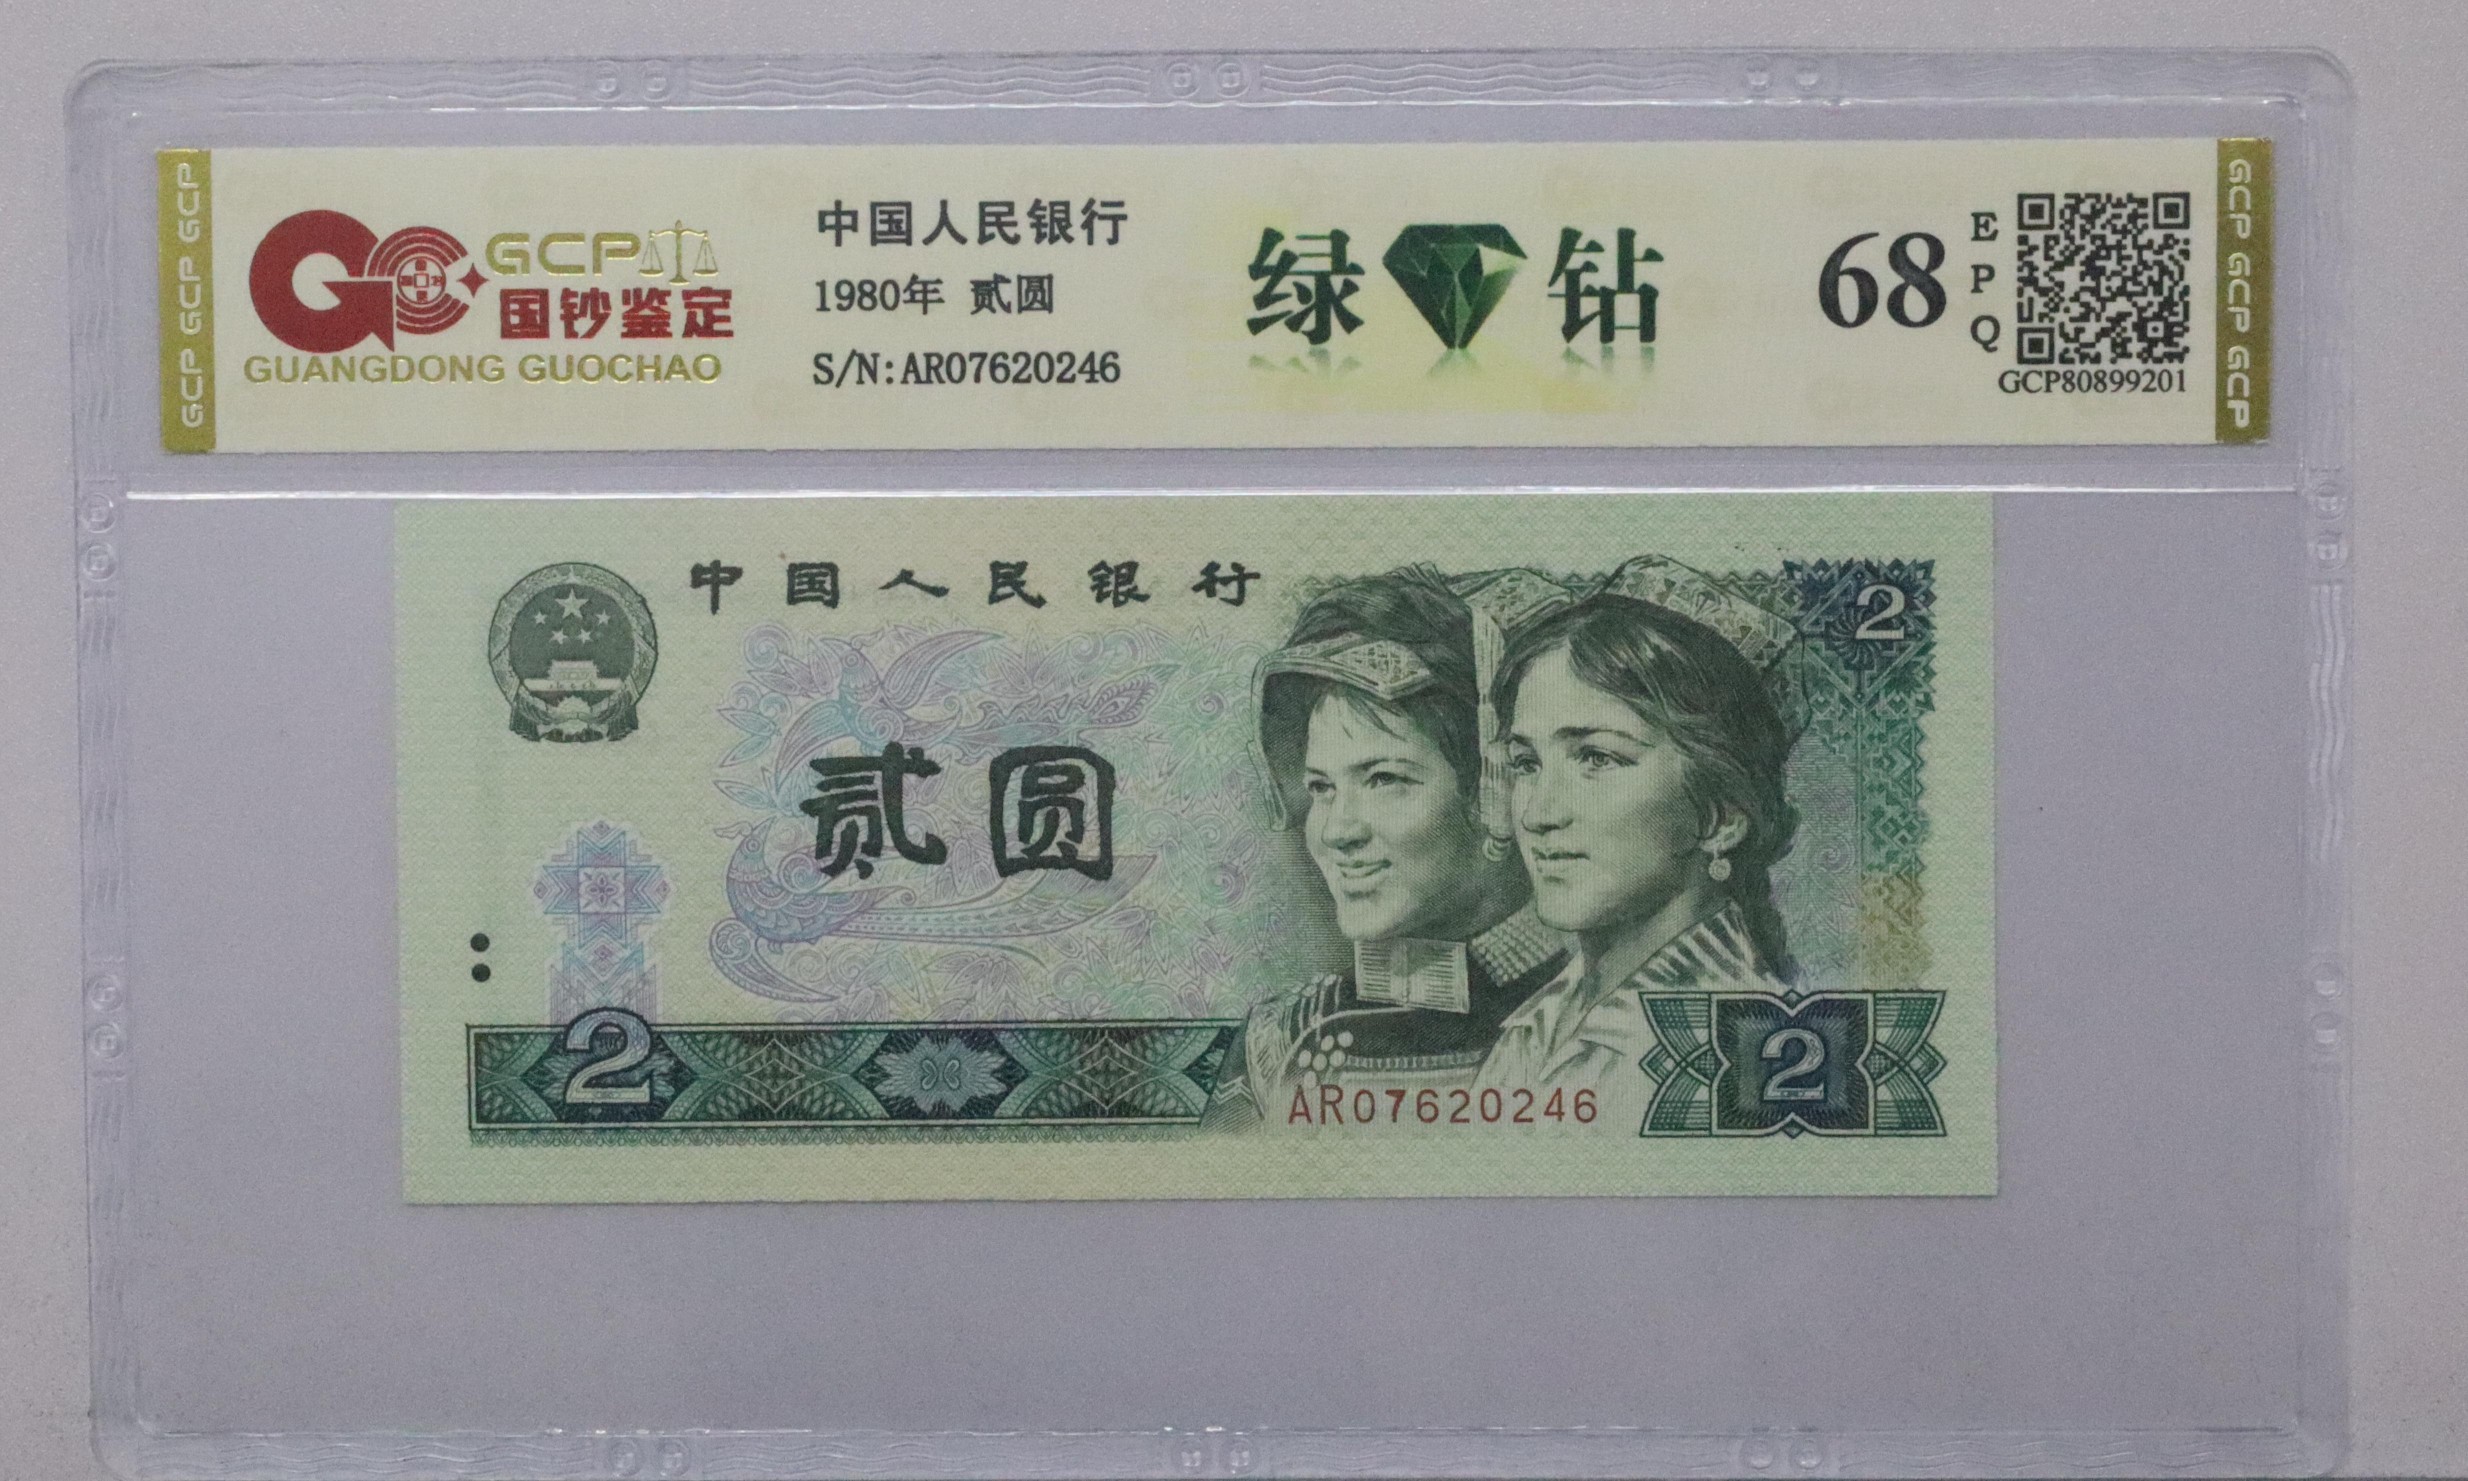 GCP GCP GCP
GCP
国钞鉴定
GUANGDONG GUOCHAO
中国人民银行
1980年 贰圆
S/N:AR07620246
绿钻
68
EPQ
GCP80899201
GCP GCP GCP
中国人民银行
2
贰圆
2
AR07620246
2